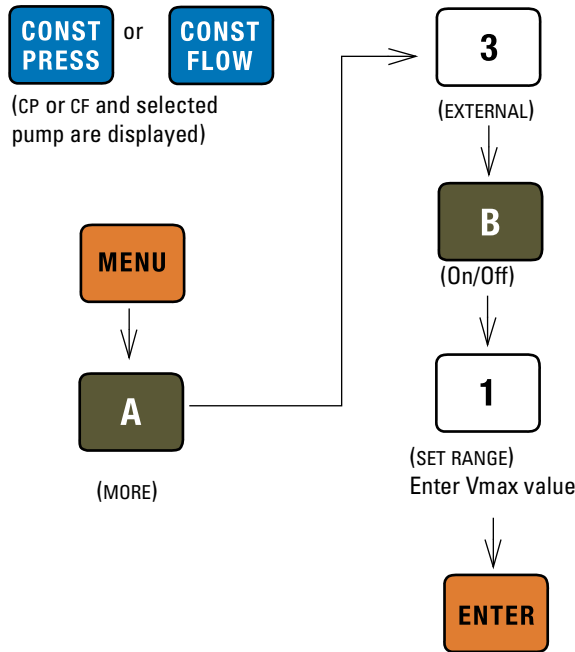 CONST
PRESS
or
CONST
FLOW
(CP or CF and selected
pump are displayed)
MENU
A
(MORE)
3
(EXTERNAL)
B
(On/Off)
1
(SET RANGE)
Enter Vmax value
ENTER